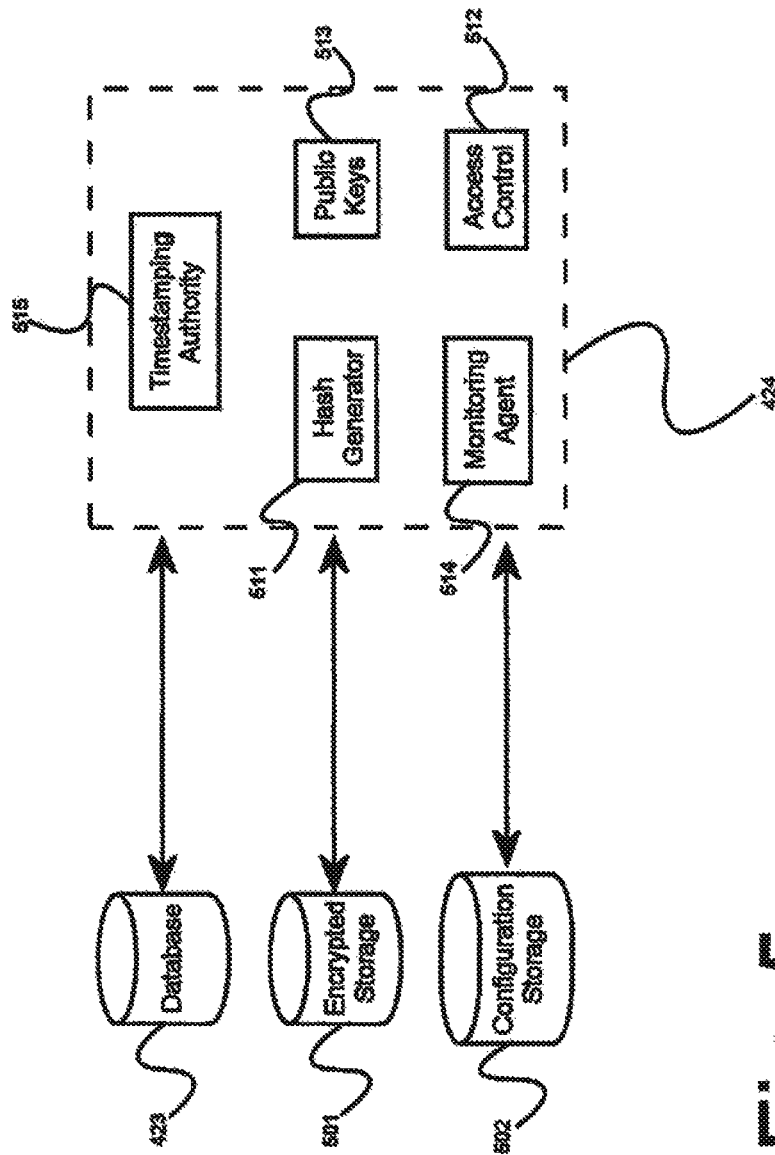 515
423
Database
Timestamping
Authority
511
501
Encrypted
Storage
Hash
Generator
Public
Keys
513
514
502
Configuration
Storage
Monitoring
Agent
Access
Control
512
424